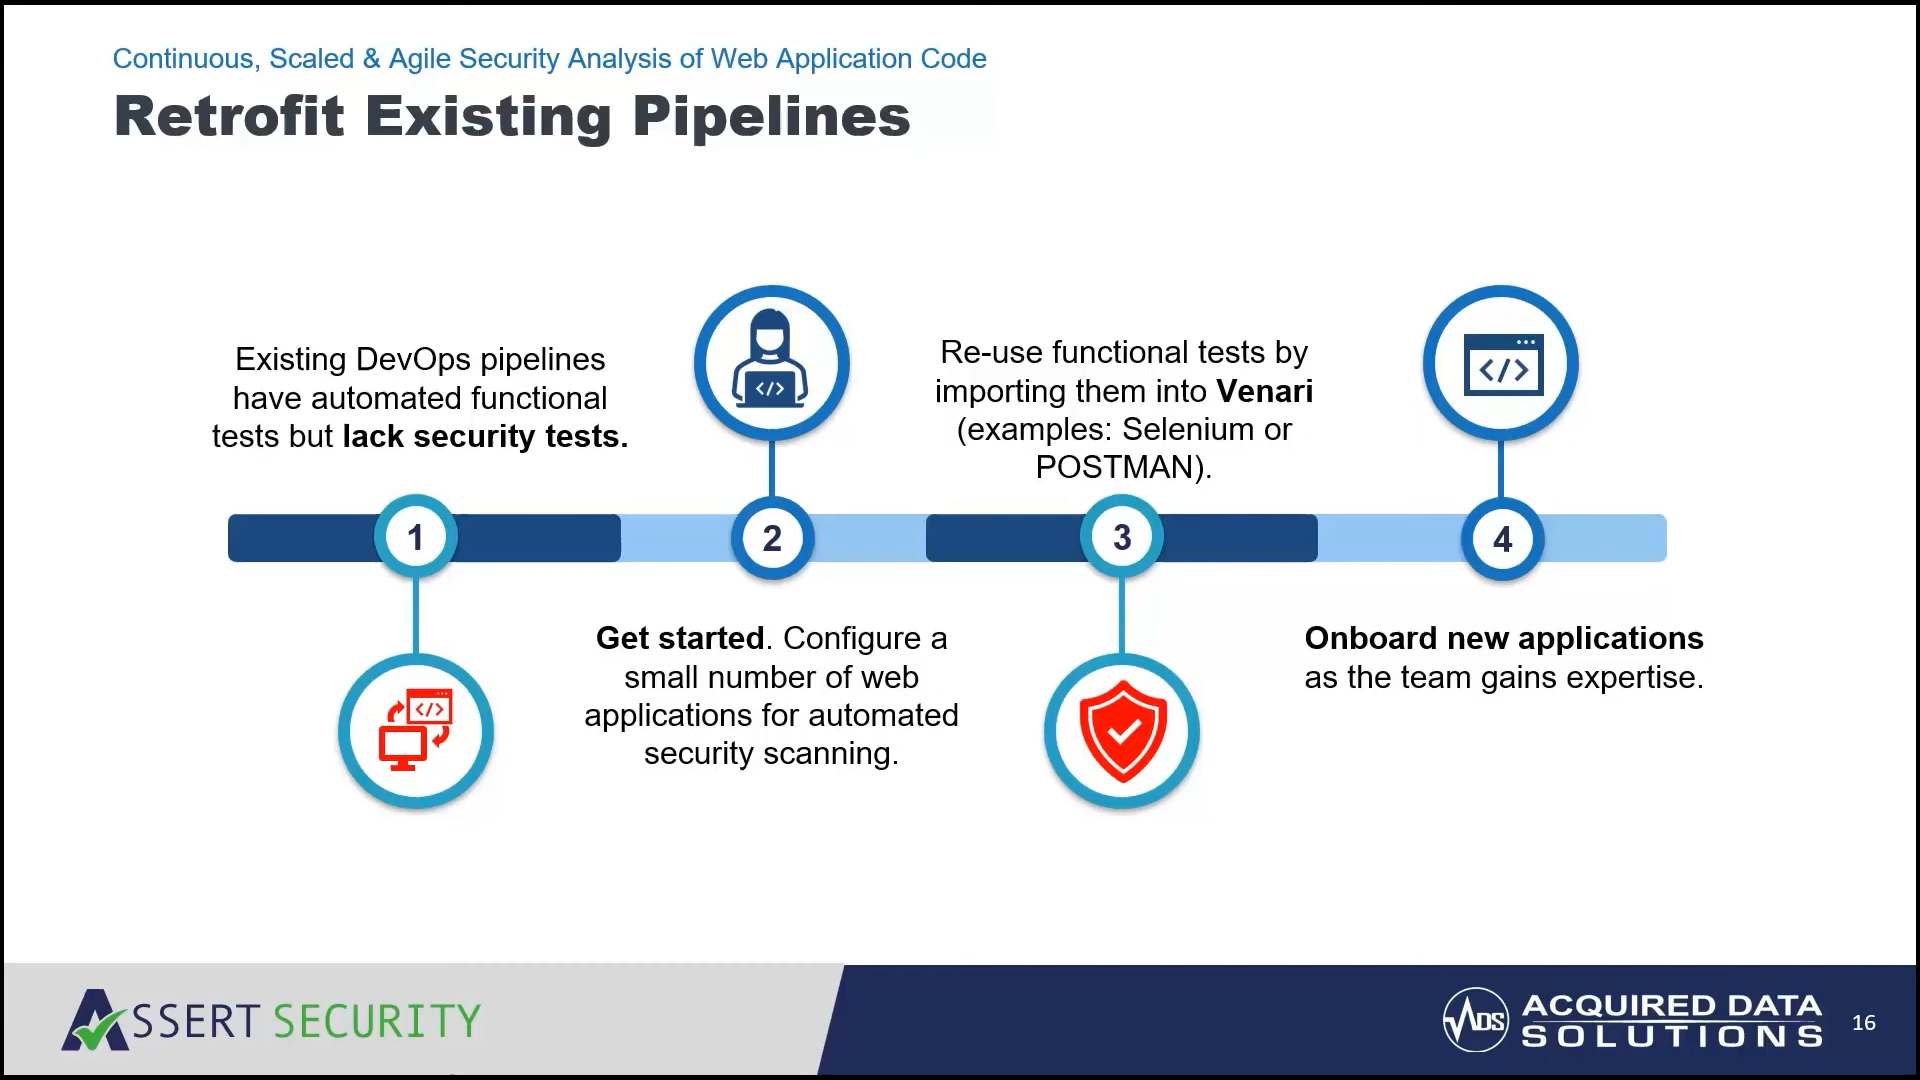 Continuous, Scaled & Agile Security Analysis of Web Application Code
Retrofit Existing Pipelines
Existing DevOps pipelines
have automated functional
tests but lack security tests.
1
</>
2
</>
Get started. Configure a
small number of web
applications for automated
security scanning.
Re-use functional tests by
importing them into Venari
(examples: Selenium or
POSTMAN).
3
4
</>
Onboard new applications
as the team gains expertise.
ASSERT SECURITY
ADS
ACQUIRED DATA
SOLUTIONS
16